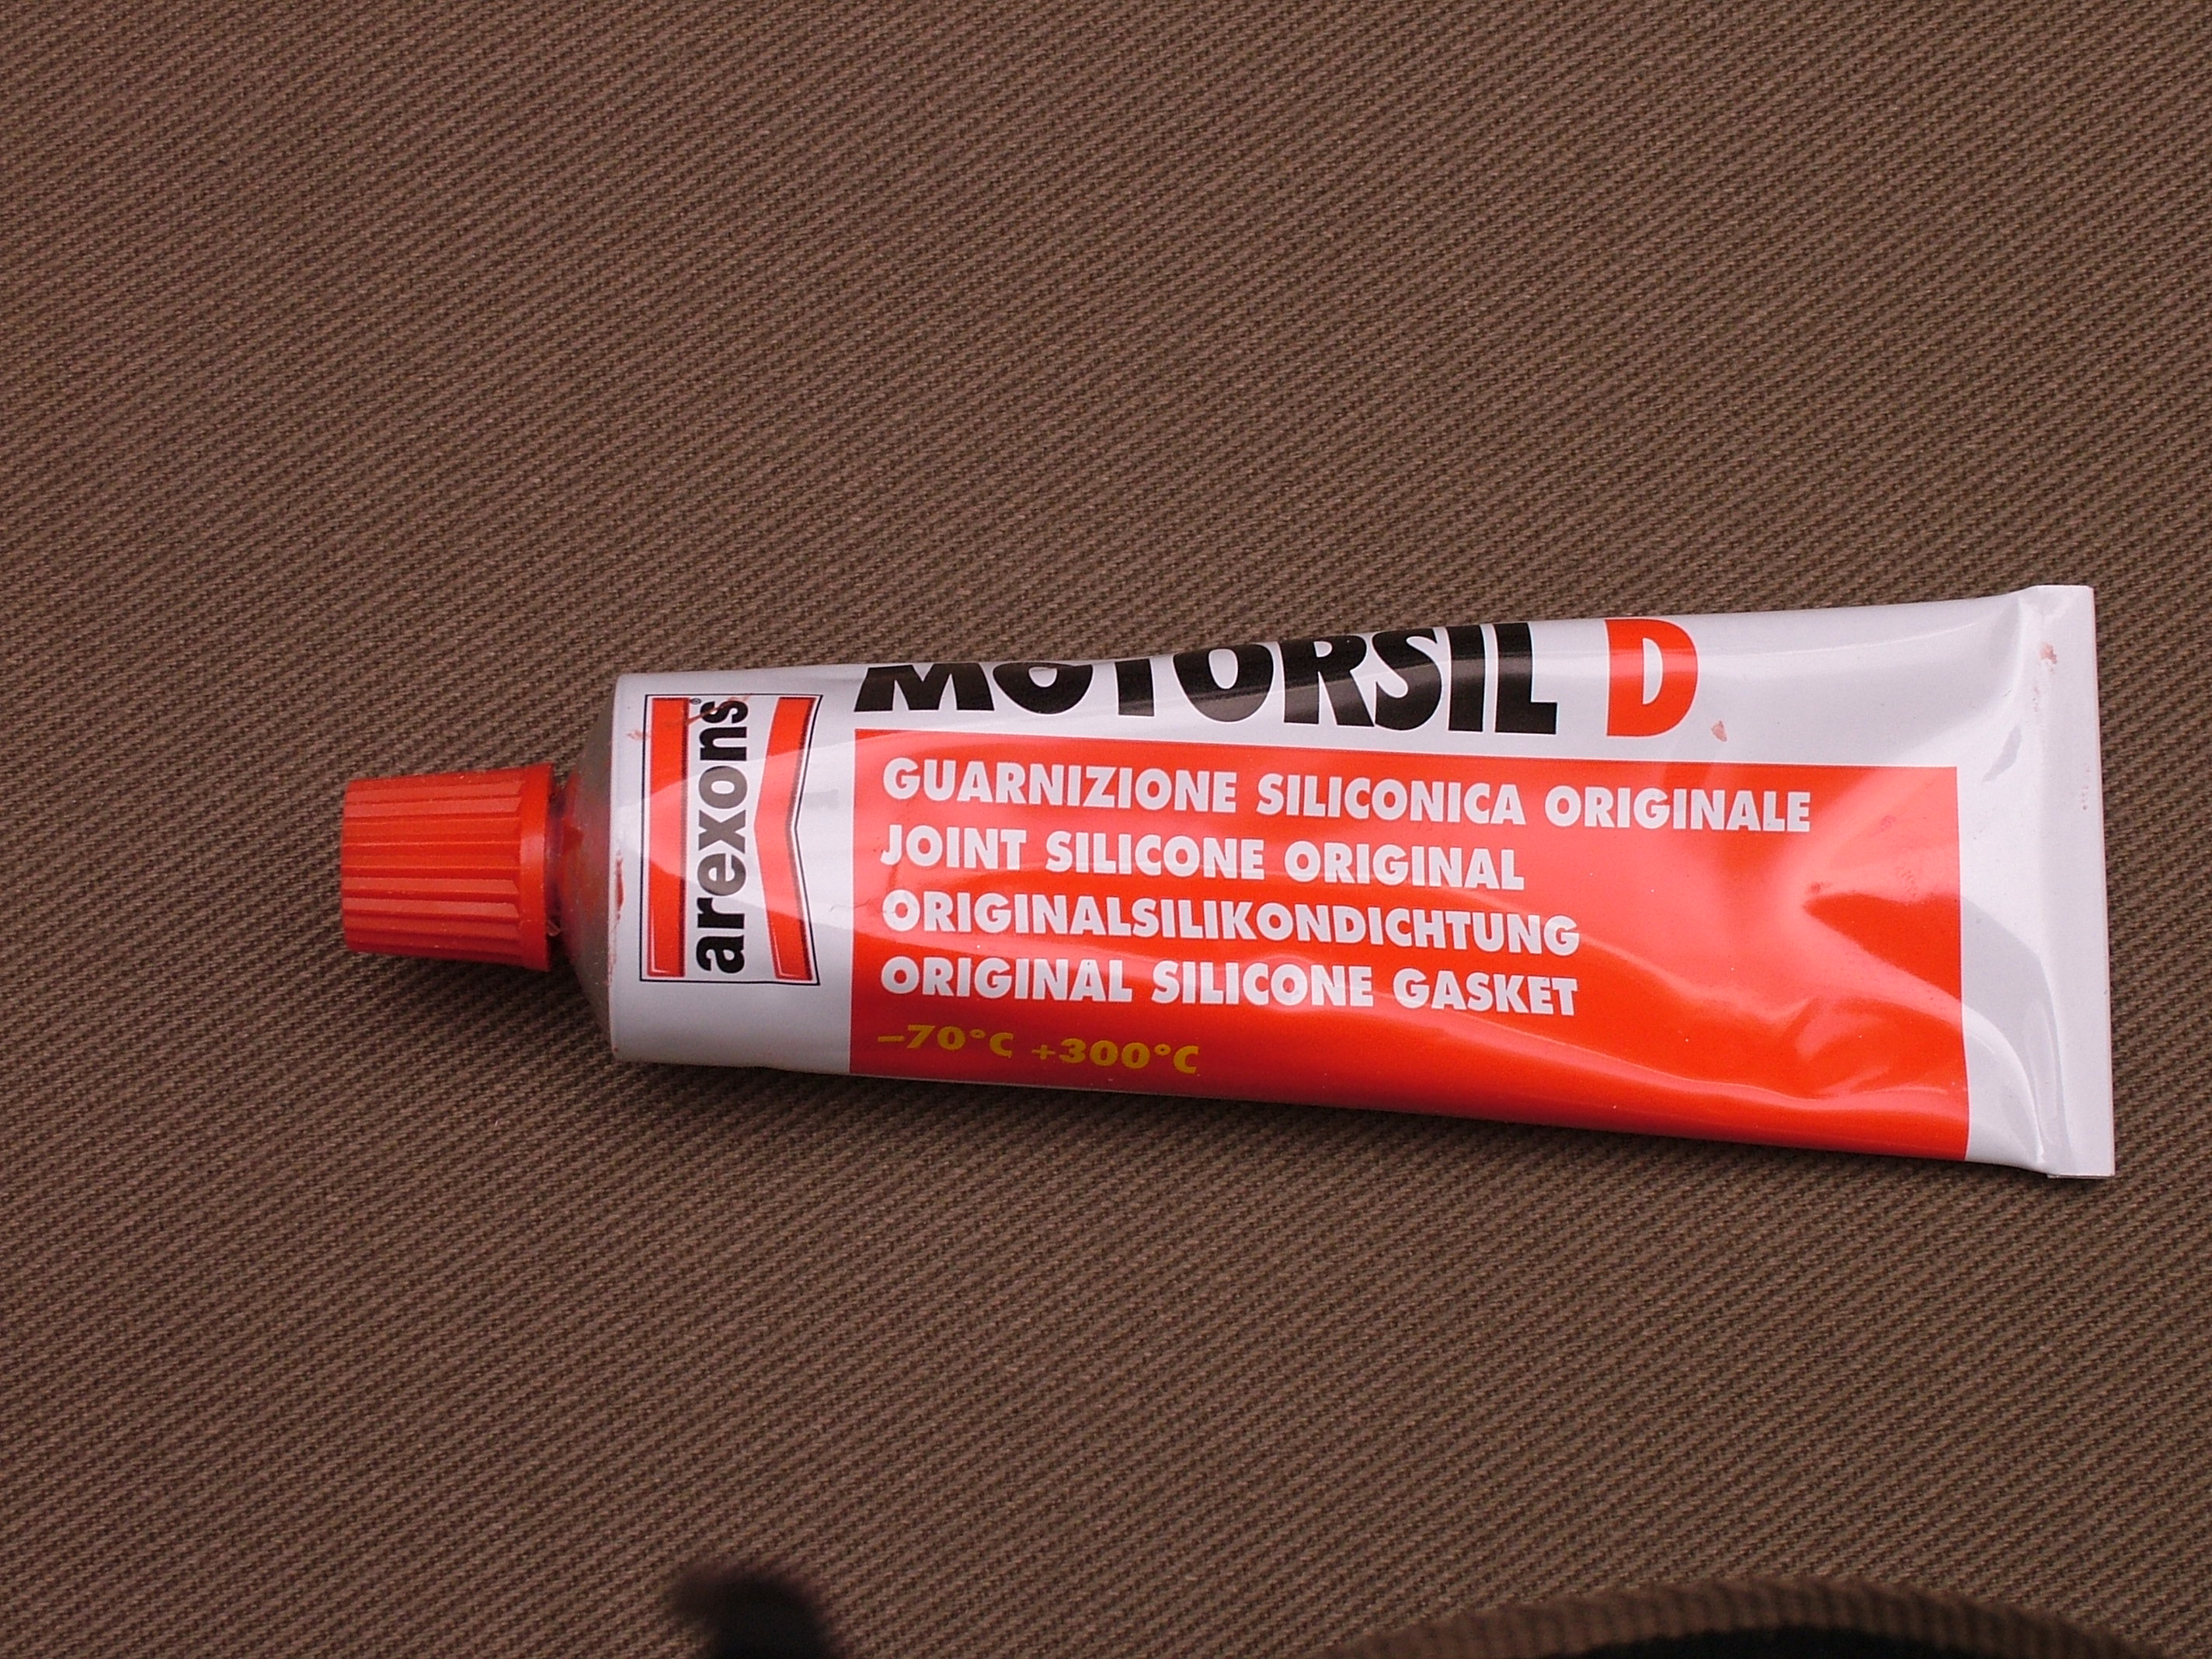 arexons®
MOTORSIL D
GUARNIZIONE SILICONICA ORIGINALE
JOINT SILICONE ORIGINAL
ORIGINALSILIKONDICHTUNG
ORIGINAL SILICONE GASKET
–70°C +300°C